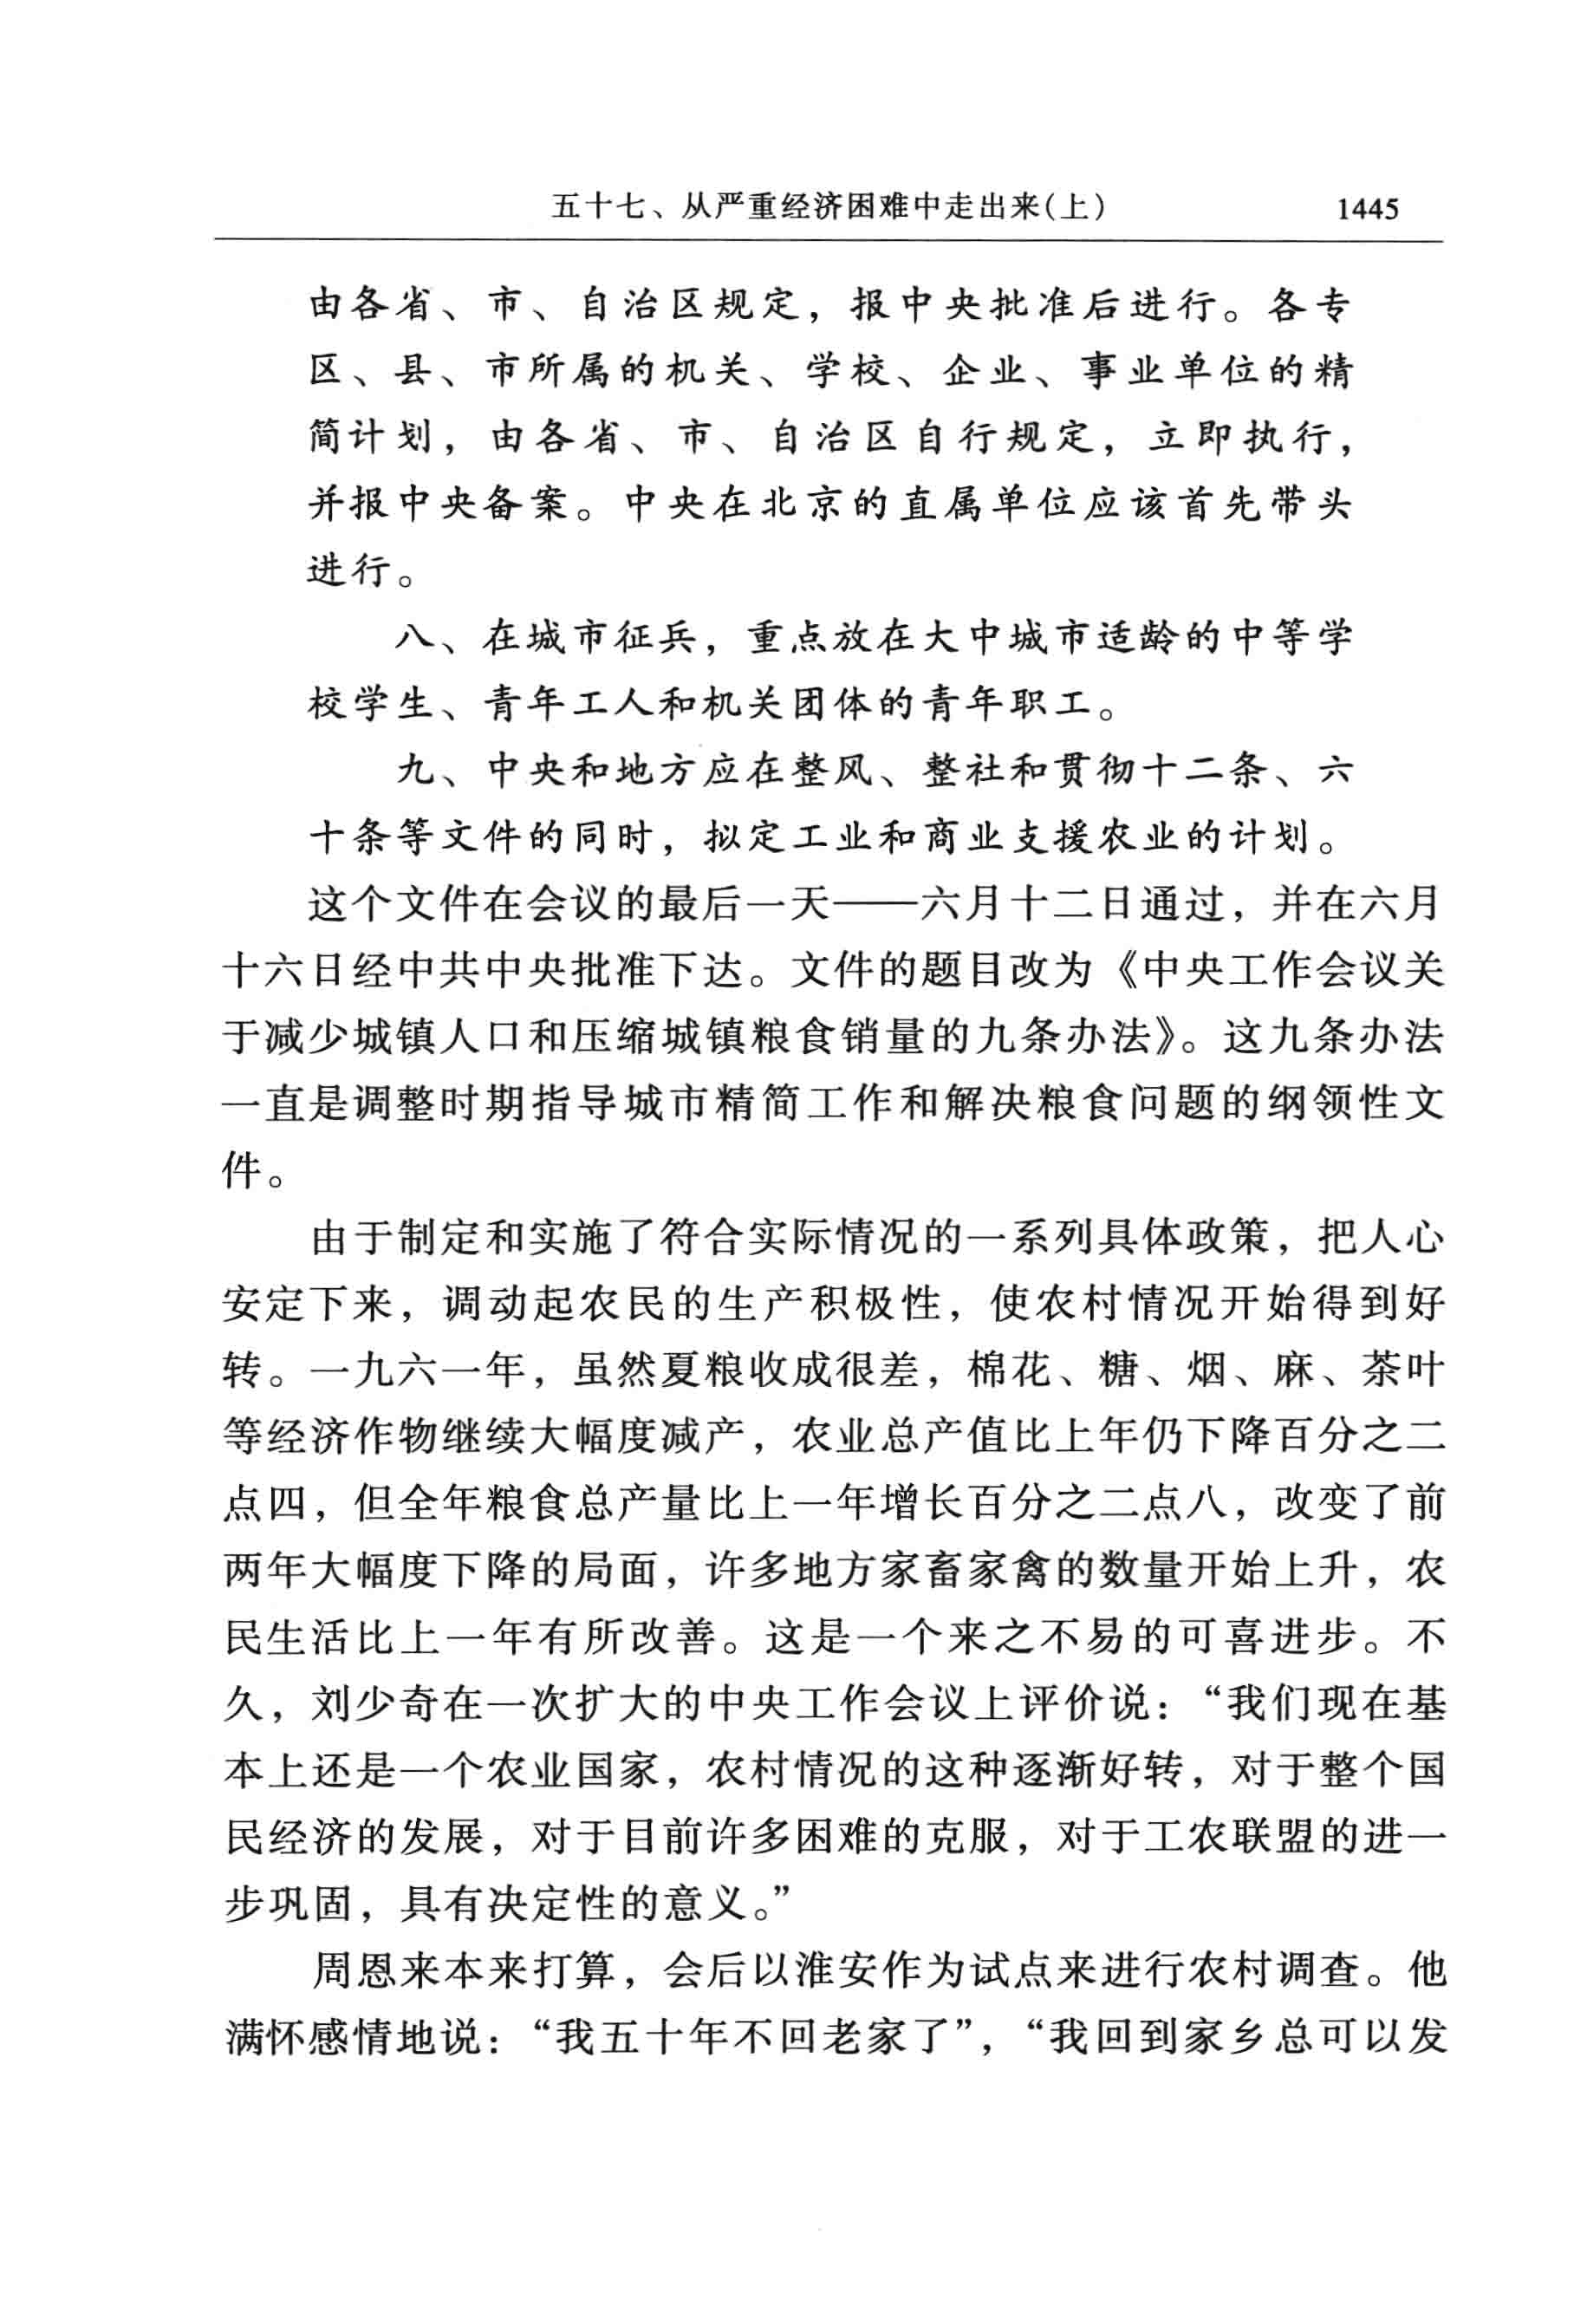 五十七、从严重经济困难中走出来(上) 1445
由各省、市、自治区规定，报中央批准后进行。各专
区、县、市所属的机关、学校、企业、事业单位的精
简计划，由各省、市、自治区自行规定，立即执行，
并报中央备案。中央在北京的直属单位应该首先带头
进行。
八、在城市征兵，重点放在大中城市适龄的中等学
校学生、青年工人和机关团体的青年职工。
九、中央和地方应在整风、整社和贯彻十二条、六
十条等文件的同时，拟定工业和商业支援农业的计划。
这个文件在会议的最后一天——六月十二日通过，并在六月
十六日经中共中央批准下达。文件的题目改为《中央工作会议关
于减少城镇人口和压缩城镇粮食销量的九条办法》。这九条办法
一直是调整时期指导城市精简工作和解决粮食问题的纲领性文
件。
由于制定和实施了符合实际情况的一系列具体政策，把人心
安定下来，调动起农民的生产积极性，使农村情况开始得到好
转。一九六一年，虽然夏粮收成很差，棉花、糖、烟、麻、茶叶
等经济作物继续大幅度减产，农业总产值比上年仍下降百分之二
点四，但全年粮食总产量比上一年增长百分之二点八，改变了前
两年大幅度下降的局面，许多地方家畜家禽的数量开始上升，农
民生活比上一年有所改善。这是一个来之不易的可喜进步。不
久，刘少奇在一次扩大的中央工作会议上评价说：“我们现在基
本上还是一个农业国家，农村情况的这种逐渐好转，对于整个国
民经济的发展，对于目前许多困难的克服，对于工农联盟的进一
步巩固，具有决定性的意义。”
周恩来本来打算，会后以淮安作为试点来进行农村调查。他
满怀感情地说：“我五十年不回老家了”，“我回到家乡总可以发